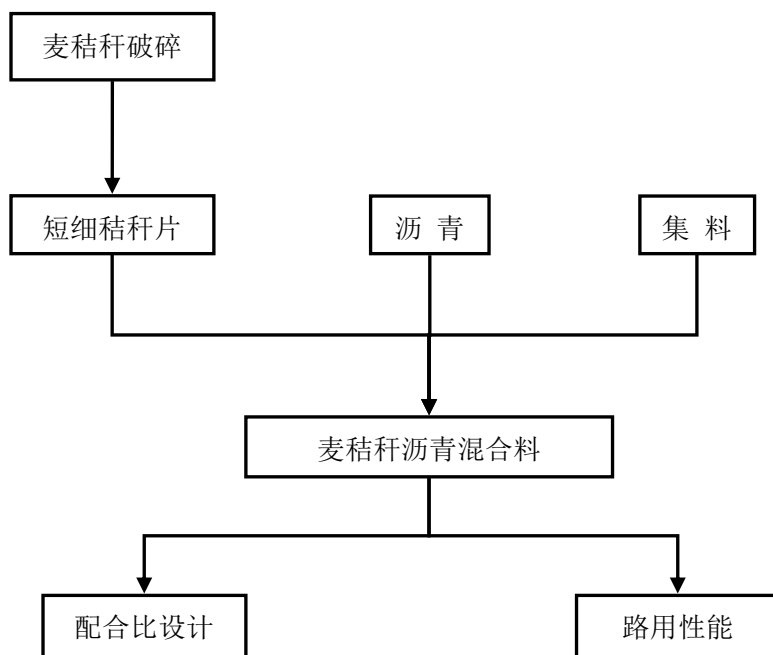 麦秸秆破碎
短细秸秆片
沥 青
集 料
麦秸秆沥青混合料
配合比设计
路用性能